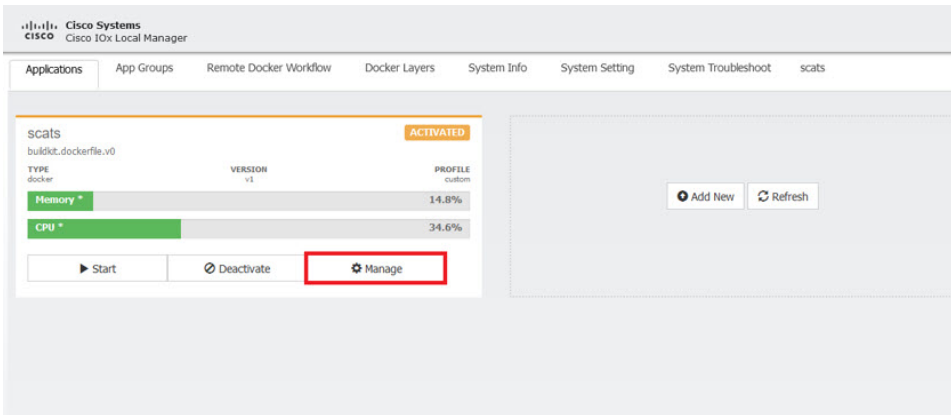 Cisco Systems
CISCO Cisco IOx Local Manager
Applications App Groups Remote Docker Workflow Docker Layers System Info System Setting System Troubleshoot scats
scats ACTIVATED
buildkit.dockerfile.v0
TYPE VERSION PROFILE
docker v1 custom
Memory * 14.8%
CPU * 34.6%
Add New Refresh
Start Deactivate Manage